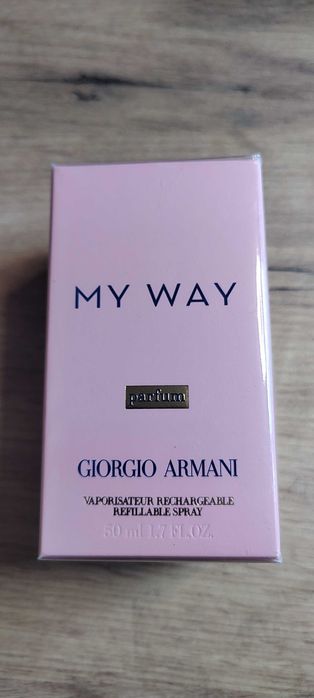 MY WAY
parfum
GIORGIO ARMANI
VAPORISATEUR RECHARGEABLE
REFILLABLE SPRAY
50 ml 1.7 FL.OZ.